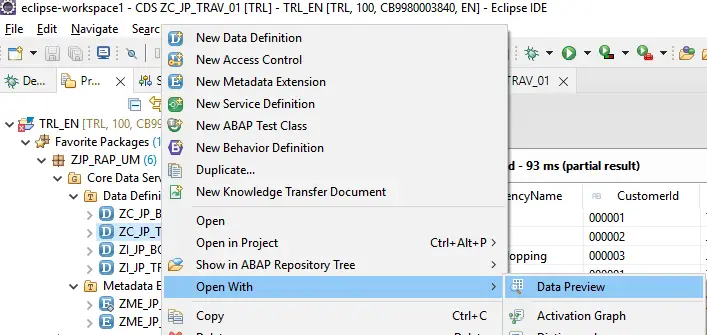 eclipse-workspace1 - CDS ZC_JP_TRAV_01 [TRL] - TRL_EN [TRL, 100, CB9980003840, EN] - Eclipse IDE
File Edit Navigate
New Data Definition
New Access Control
New Metadata Extension
New Service Definition
New ABAP Test Class
New Behavior Definition
Duplicate...
New Knowledge Transfer Document
Open
Open in Project Ctrl+Alt+P
Show in ABAP Repository Tree
Open With
Copy Ctrl+C
Data Preview
Activation Graph
De... Pr...
TRAV_01
TRL_EN [TRL, 100, CB99
Favorite Packages (1
ZJP_RAP_UM (6)
Core Data Serv
Data Defini
ZC_JP_B
ZC_JP_T
ZI_JP_BO
ZI_JP_TR
Metadata E
ZME_JP_
ZME_JP_
d - 93 ms (partial result)
encyName AB CustomerId
000001
000002
opping 000003